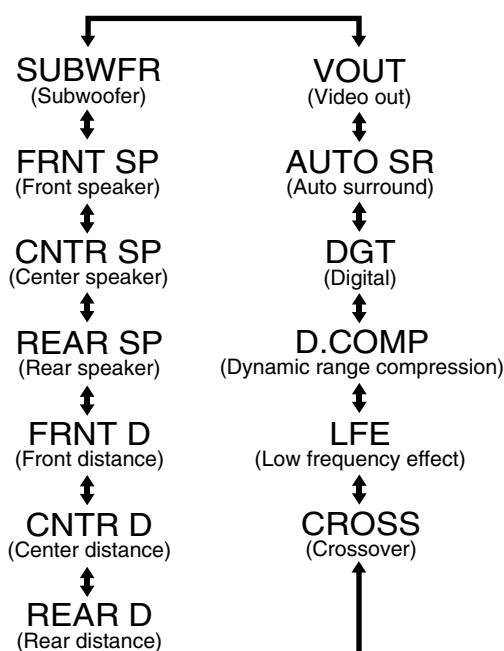 SUBWFR
(Subwoofer)
FRNT SP
(Front speaker)
CNTR SP
(Center speaker)
REAR SP
(Rear speaker)
FRNT D
(Front distance)
CNTR D
(Center distance)
REAR D
(Rear distance)
VOUT
(Video out)
AUTO SR
(Auto surround)
DGT
(Digital)
D.COMP
(Dynamic range compression)
LFE
(Low frequency effect)
CROSS
(Crossover)